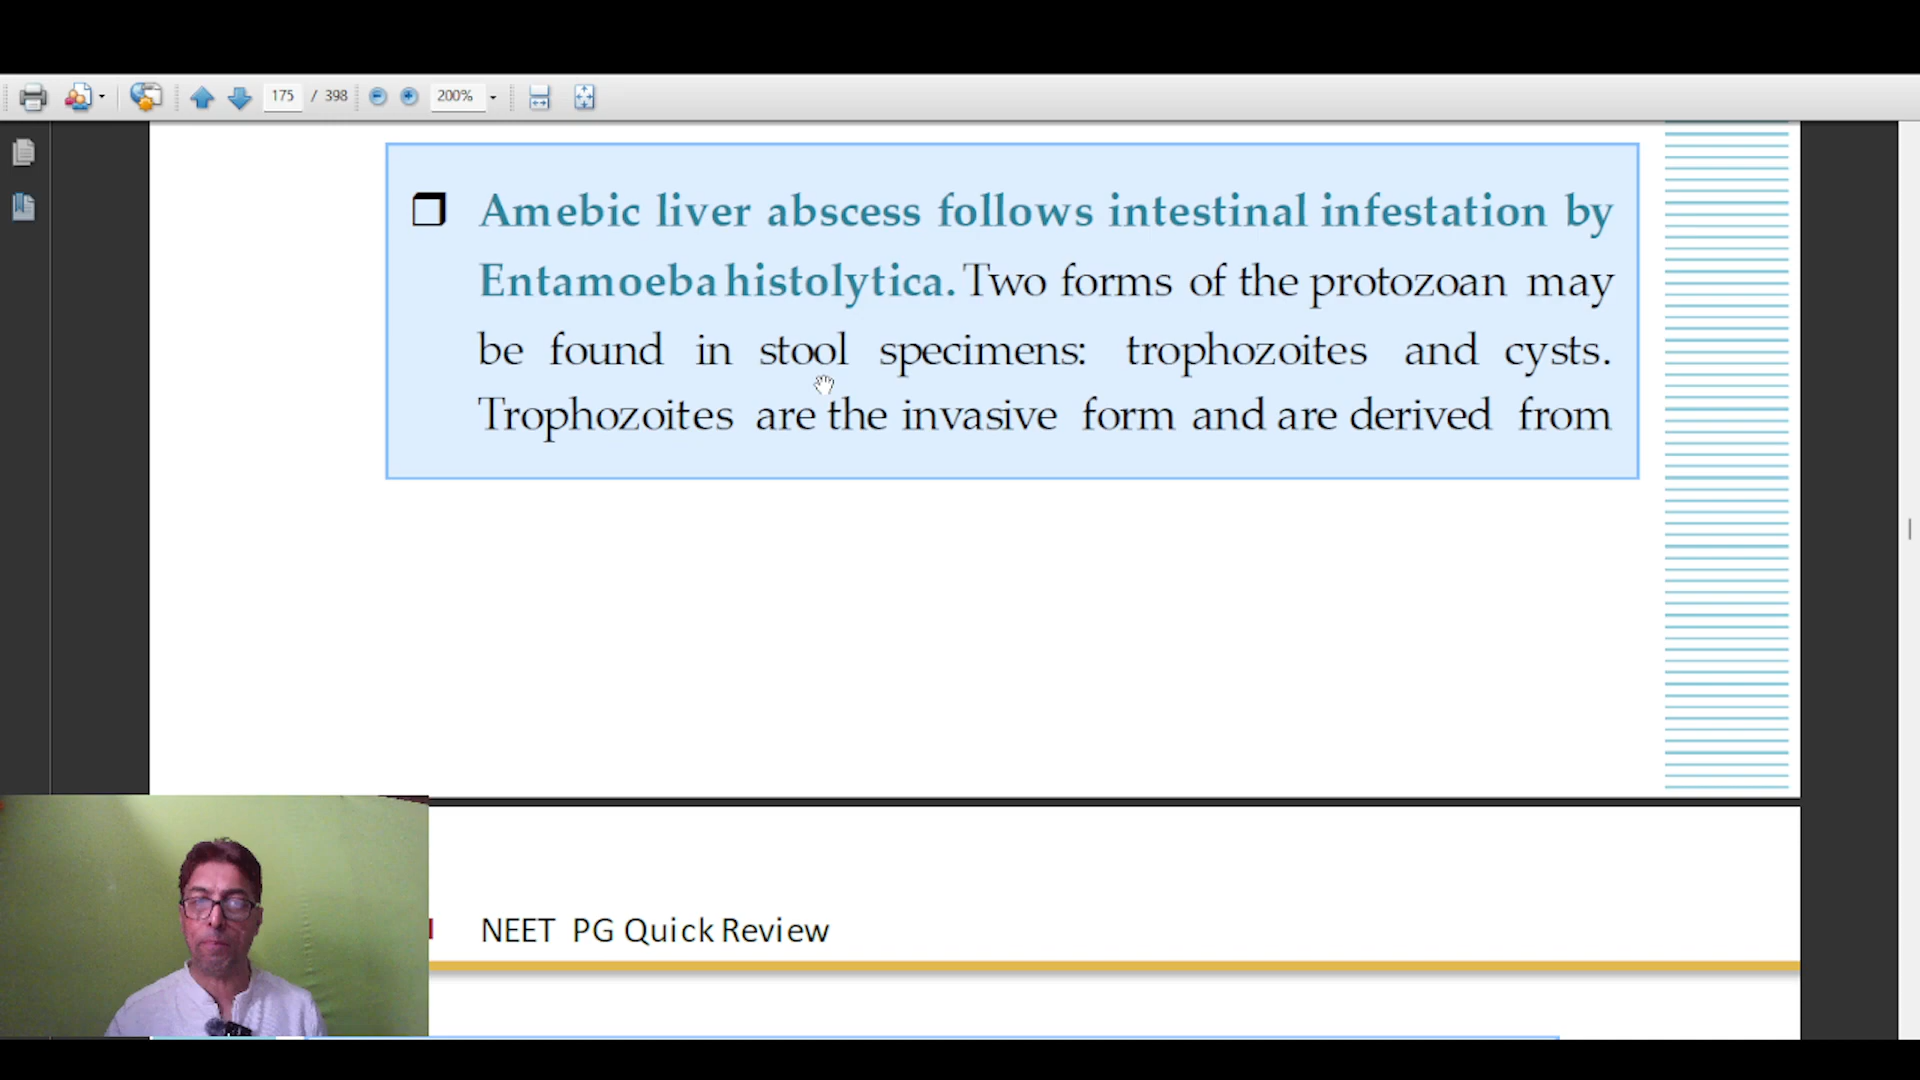 175 / 398 200%
❒ Amebic liver abscess follows intestinal infestation by
Entamoeba histolytica. Two forms of the protozoan may
be found in stool specimens: trophozoites and cysts.
Trophozoites are the invasive form and are derived from
NEET PG Quick Review